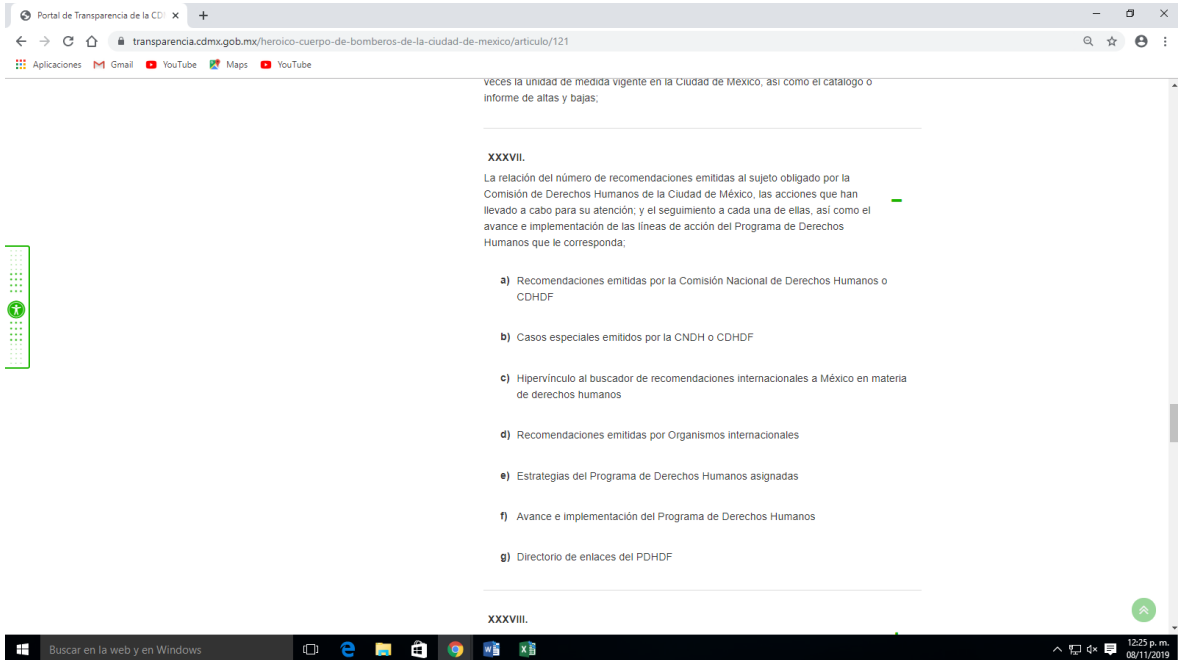 Portal de Transparencia de la CD
transparencia.cdmx.gob.mx/heroico-cuerpo-de-bomberos-de-la-ciudad-de-mexico/articulo/121
Aplicaciones Gmail YouTube Maps YouTube
veces la unidad de medida vigente en la Ciudad de México, así como el catálogo o
informe de altas y bajas;
XXXVII.
La relación del número de recomendaciones emitidas al sujeto obligado por la
Comisión de Derechos Humanos de la Ciudad de México, las acciones que han
llevado a cabo para su atención; y el seguimiento a cada una de ellas, así como el
avance e implementación de las líneas de acción del Programa de Derechos
Humanos que le corresponda;
a) Recomendaciones emitidas por la Comisión Nacional de Derechos Humanos o
CDHDF
b) Casos especiales emitidos por la CNDH o CDHDF
c) Hipervínculo al buscador de recomendaciones internacionales a México en materia
de derechos humanos
d) Recomendaciones emitidas por Organismos internacionales
e) Estrategias del Programa de Derechos Humanos asignadas
f) Avance e implementación del Programa de Derechos Humanos
g) Directorio de enlaces del PDHDF
XXXVIII.
Buscar en la web y en Windows
12:25 p. m.
08/11/2019